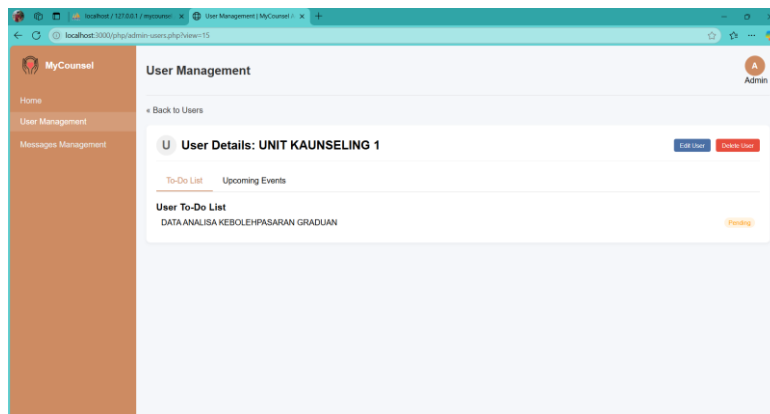 localhost / 127.0.0.1 / mycounsel
User Management | MyCounsel A
localhost:3000/php/admin-users.php?view=15
MyCounsel
Home
User Management
Messages Management
User Management
A
Admin
« Back to Users
U User Details: UNIT KAUNSELING 1
Edit User Delete User
To-Do List Upcoming Events
User To-Do List
DATA ANALISA KEBOLEHPASARAN GRADUAN
Pending